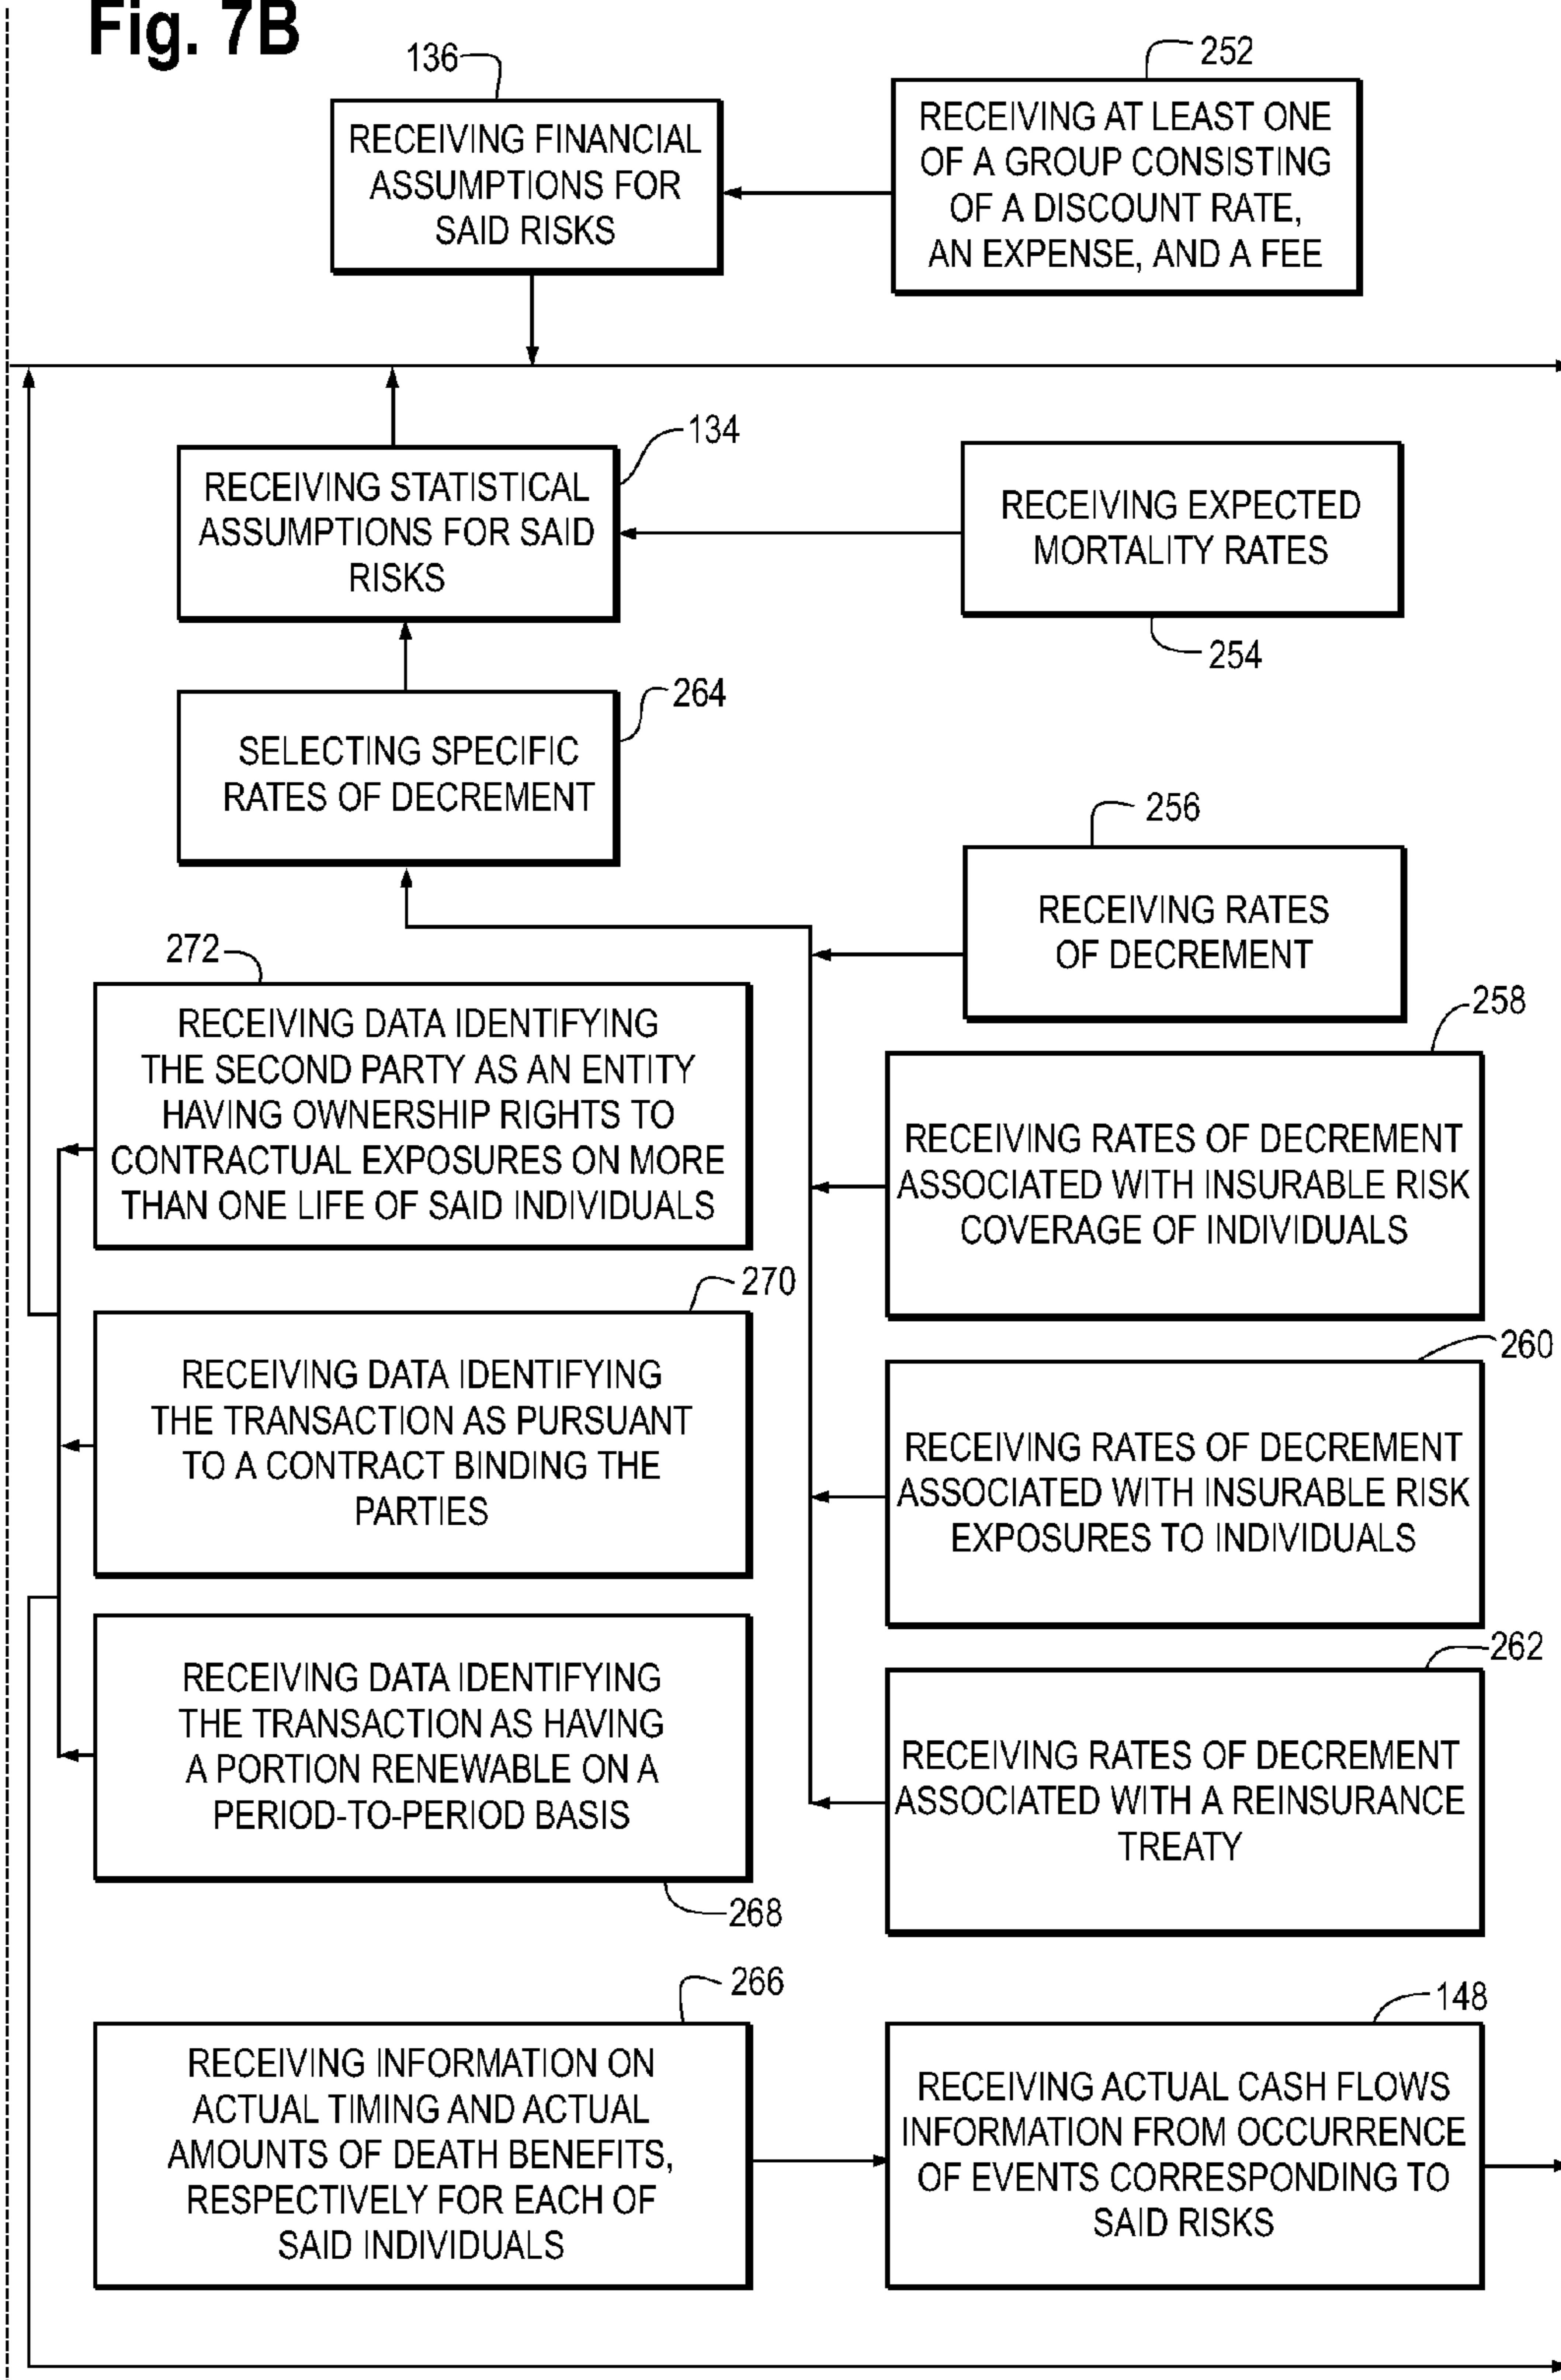 Fig. 7B
136
252
RECEIVING FINANCIAL
ASSUMPTIONS FOR
SAID RISKS
RECEIVING AT LEAST ONE
OF A GROUP CONSISTING
OF A DISCOUNT RATE,
AN EXPENSE, AND A FEE
134
RECEIVING STATISTICAL
ASSUMPTIONS FOR SAID
RISKS
RECEIVING EXPECTED
MORTALITY RATES
254
264
SELECTING SPECIFIC
RATES OF DECREMENT
256
RECEIVING RATES
OF DECREMENT
272
RECEIVING DATA IDENTIFYING
THE SECOND PARTY AS AN ENTITY
HAVING OWNERSHIP RIGHTS TO
CONTRACTUAL EXPOSURES ON MORE
THAN ONE LIFE OF SAID INDIVIDUALS
258
RECEIVING RATES OF DECREMENT
ASSOCIATED WITH INSURABLE RISK
COVERAGE OF INDIVIDUALS
270
RECEIVING DATA IDENTIFYING
THE TRANSACTION AS PURSUANT
TO A CONTRACT BINDING THE
PARTIES
260
RECEIVING RATES OF DECREMENT
ASSOCIATED WITH INSURABLE RISK
EXPOSURES TO INDIVIDUALS
RECEIVING DATA IDENTIFYING
THE TRANSACTION AS HAVING
A PORTION RENEWABLE ON A
PERIOD-TO-PERIOD BASIS
268
262
RECEIVING RATES OF DECREMENT
ASSOCIATED WITH A REINSURANCE
TREATY
266
RECEIVING INFORMATION ON
ACTUAL TIMING AND ACTUAL
AMOUNTS OF DEATH BENEFITS,
RESPECTIVELY FOR EACH OF
SAID INDIVIDUALS
148
RECEIVING ACTUAL CASH FLOWS
INFORMATION FROM OCCURRENCE
OF EVENTS CORRESPONDING TO
SAID RISKS